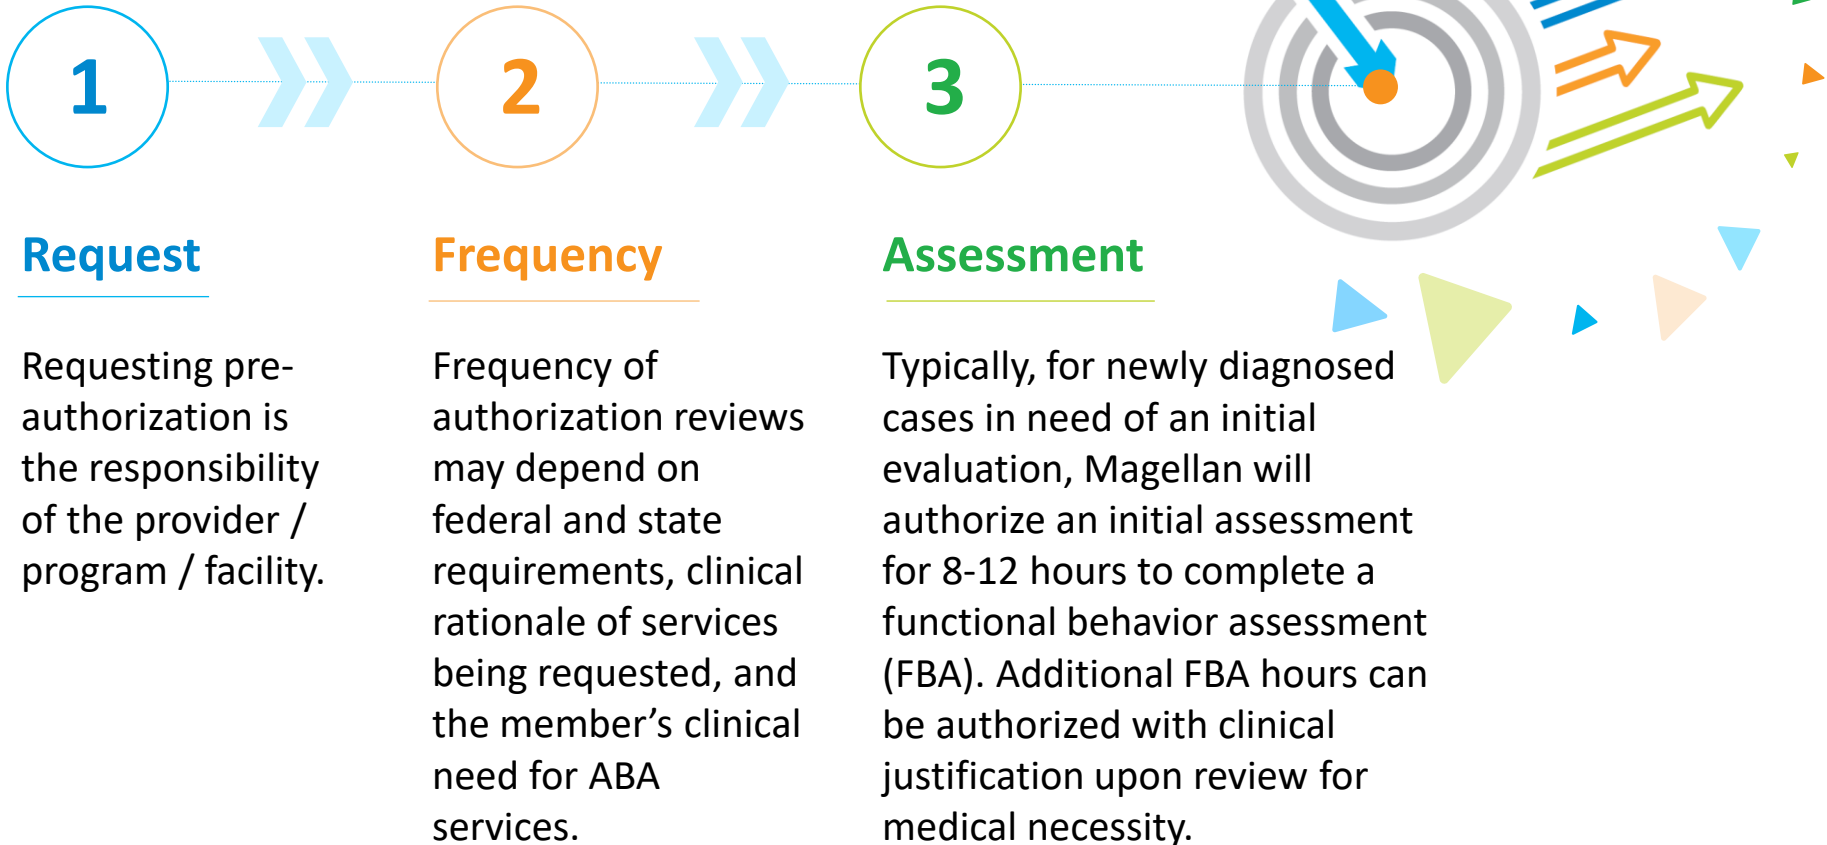 1
2
3
Request
Requesting pre-
authorization is
the responsibility
of the provider /
program / facility.
Frequency
Frequency of
authorization reviews
may depend on
federal and state
requirements, clinical
rationale of services
being requested, and
the member’s clinical
need for ABA
services.
Assessment
Typically, for newly diagnosed
cases in need of an initial
evaluation, Magellan will
authorize an initial assessment
for 8-12 hours to complete a
functional behavior assessment
(FBA). Additional FBA hours can
be authorized with clinical
justification upon review for
medical necessity.